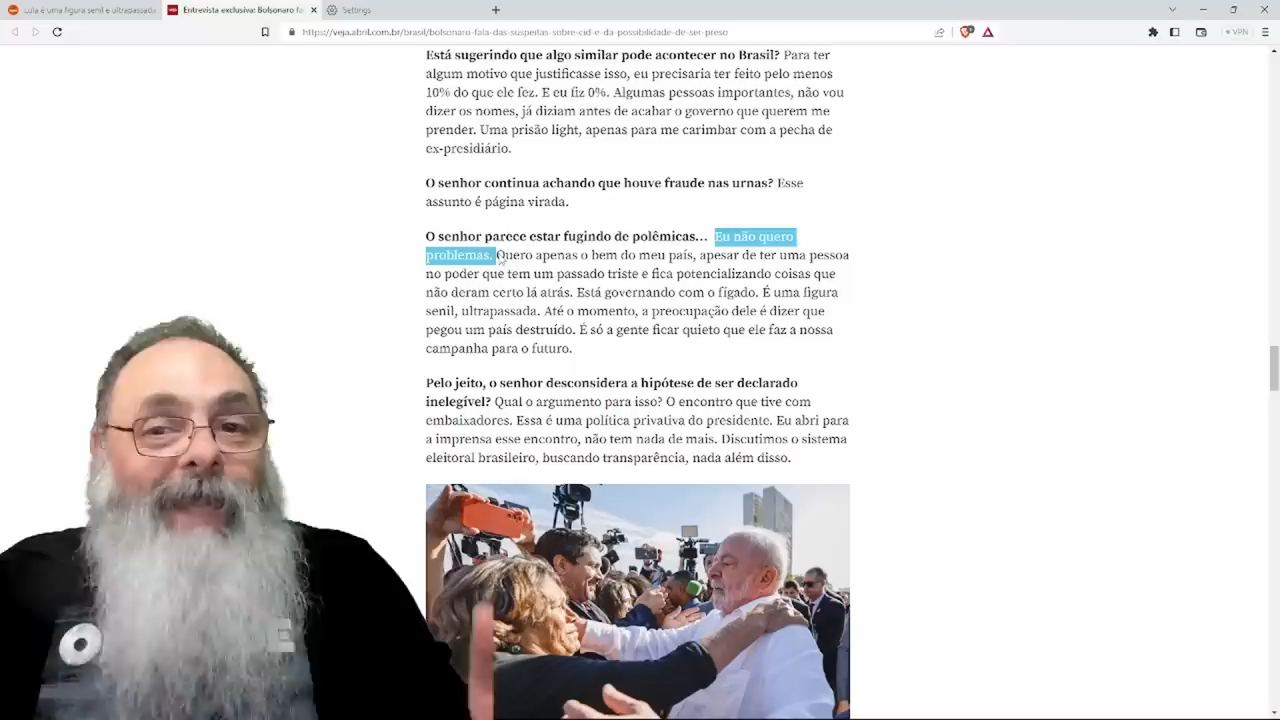 Lula é uma figura senil e ultrapassada
Entrevista exclusiva: Bolsonaro fa
Settings
https://veja.abril.com.br/brasil/bolsonaro-fala-das-suspeitas-sobre-cid-e-da-possibilidade-de-ser-preso
VPN
Está sugerindo que algo similar pode acontecer no Brasil? Para ter
algum motivo que justificasse isso, eu precisaria ter feito pelo menos
10% do que ele fez. E eu fiz 0%. Algumas pessoas importantes, não vou
dizer os nomes, já diziam antes de acabar o governo que querem me
prender. Uma prisão light, apenas para me carimbar com a pecha de
ex-presidiário.
O senhor continua achando que houve fraude nas urnas? Esse
assunto é página virada.
O senhor parece estar fugindo de polêmicas... Eu não quero
problemas. Quero apenas o bem do meu país, apesar de ter uma pessoa
no poder que tem um passado triste e fica potencializando coisas que
não deram certo lá atrás. Está governando com o fígado. É uma figura
senil, ultrapassada. Até o momento, a preocupação dele é dizer que
pegou um país destruído. É só a gente ficar quieto que ele faz a nossa
campanha para o futuro.
Pelo jeito, o senhor desconsidera a hipótese de ser declarado
inelegível? Qual o argumento para isso? O encontro que tive com
embaixadores. Essa é uma política privativa do presidente. Eu abri para
a imprensa esse encontro, não tem nada de mais. Discutimos o sistema
eleitoral brasileiro, buscando transparência, nada além disso.